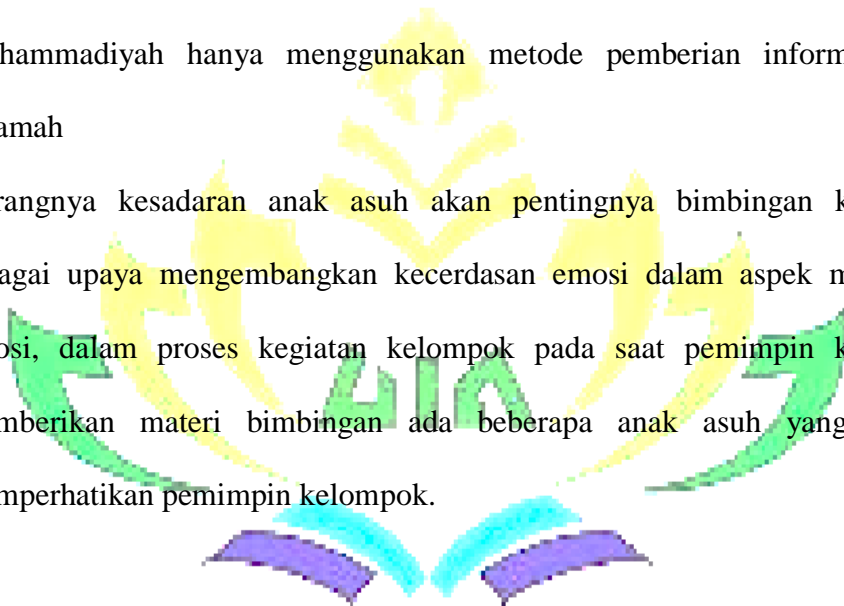 hammadiyah hanya menggunakan metode pemberian inform
amah
rangnya kesadaran anak asuh akan pentingnya bimbingan k
agai upaya mengembangkan kecerdasan emosi dalam aspek m
osi, dalam proses kegiatan kelompok pada saat pemimpin k
mberikan materi bimbingan ada beberapa anak asuh yang
mperhatikan pemimpin kelompok.
UIN